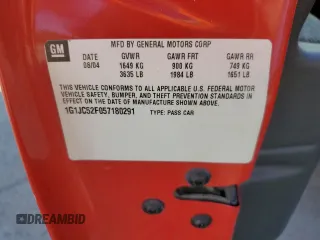 GM
MFD BY GENERAL MOTORS CORP
DATE GVWR GAWR FRT GAWR RR
08/04 1649 KG 900 KG 749 KG
3635 LB 1984 LB 1651 LB
THIS VEHICLE CONFORMS TO ALL APPLICABLE U.S. FEDERAL MOTOR
VEHICLE SAFETY, BUMPER, AND THEFT PREVENTION STANDARDS IN
EFFECT ON THE DATE OF MANUFACTURE SHOWN ABOVE.
1G1JC52F057180291 TYPE: PASS CAR
© DREAMBID